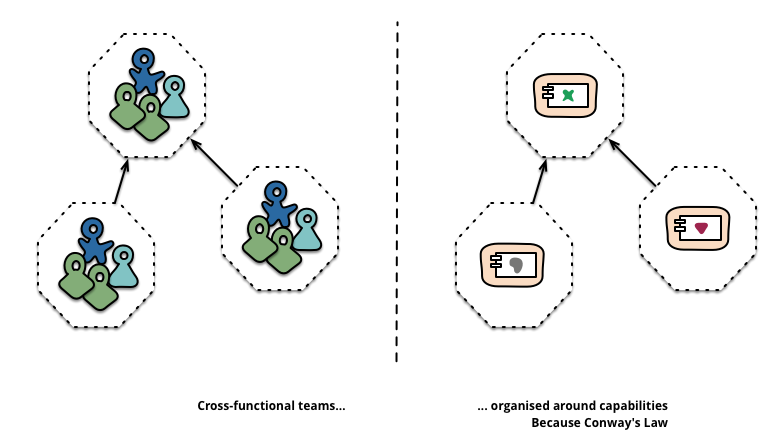 Cross-functional teams...
... organised around capabilities
Because Conway's Law